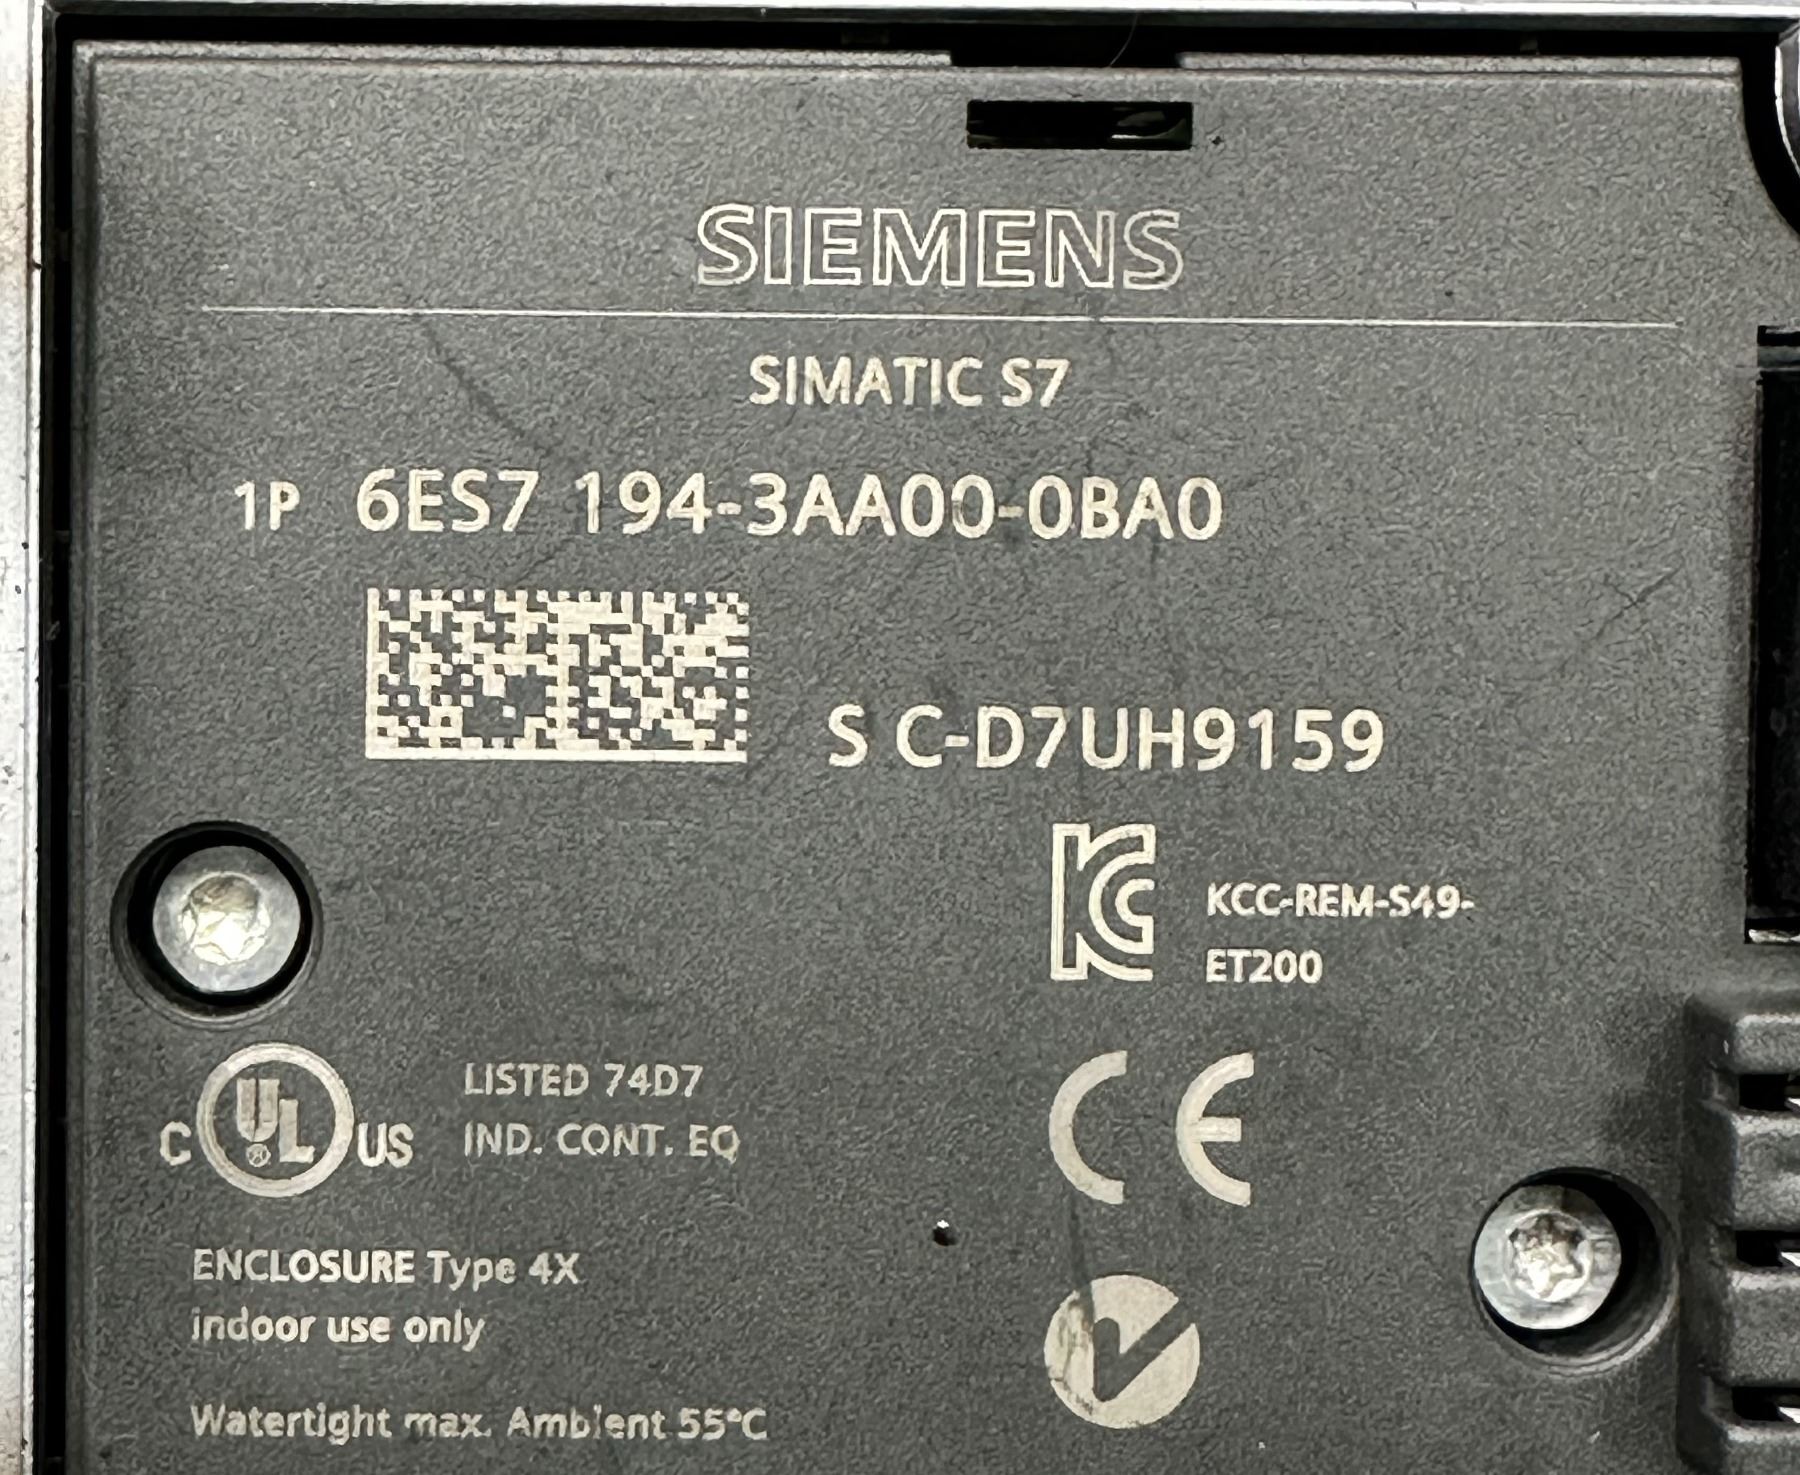 SIEMENS
SIMATIC S7
1P 6ES7 194-3AA00-0BA0
S C-D7UH9159
KCC-REM-S49-
ET200
C UL ® US
LISTED 74D7
IND. CONT. EQ
CE
ENCLOSURE Type 4X
indoor use only
Watertight max. Ambient 55°C